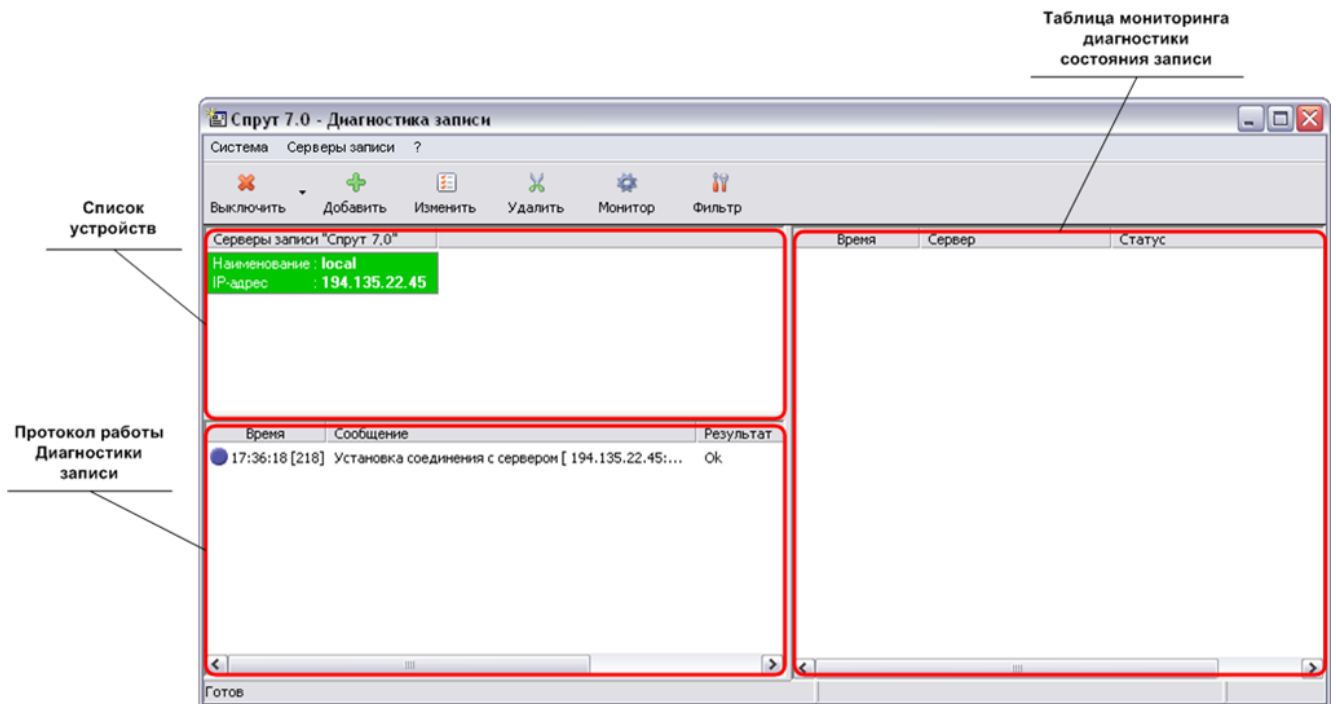 Таблица мониторинга
диагностики
состояния записи
Спрут 7.0 - Диагностика записи
Система Серверы записи ?
Выключить Добавить Изменить Удалить Монитор Фильтр
Список
устройств
Серверы записи "Спрут 7.0"
Наименование : local
IP-адрес : 194.135.22.45
Время Сервер Статус
Протокол работы
Диагностики
записи
Время Сообщение Результат
17:36:18 [218] Установка соединения с сервером [ 194.135.22.45:... Ok
Готов